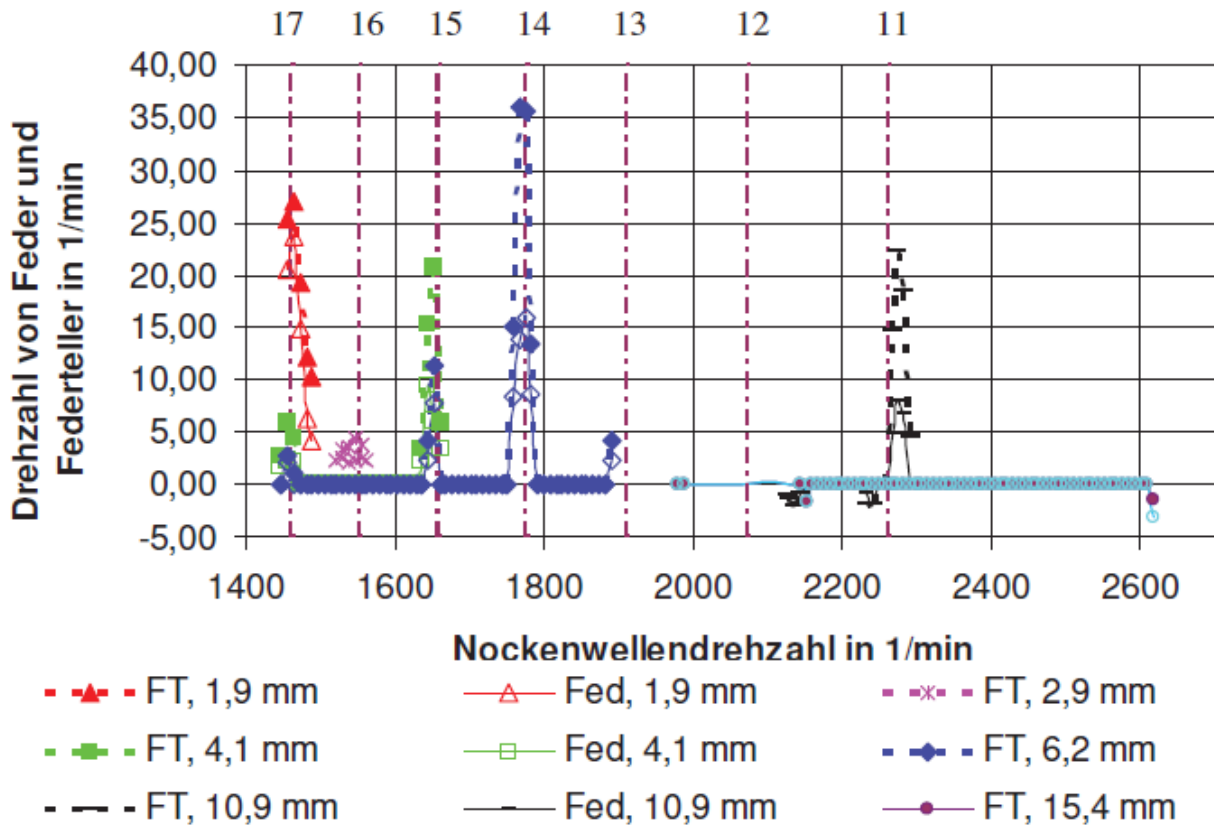 17 16 15 14 13 12 11
40,00
35,00
30,00
25,00
20,00
15,00
10,00
5,00
0,00
-5,00
Drehzahl von Feder und
Federteller in 1/min
1400 1600 1800 2000 2200 2400 2600
Nockenwellendrehzahl in 1/min
FT, 1,9 mm Fed, 1,9 mm FT, 2,9 mm
FT, 4,1 mm Fed, 4,1 mm FT, 6,2 mm
FT, 10,9 mm Fed, 10,9 mm FT, 15,4 mm